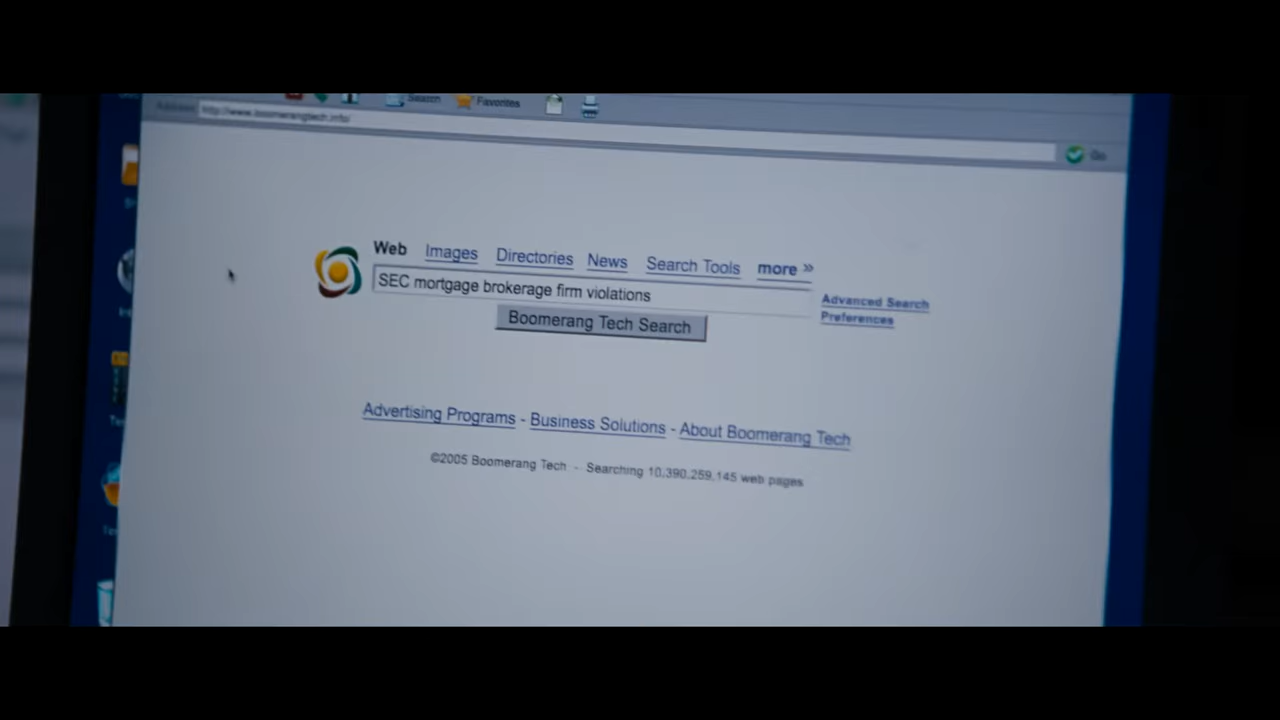 Search Favorites
http://www.boomerangtech.info/
Go
Web Images Directories News Search Tools more »
SEC mortgage brokerage firm violations
Advanced Search
Preferences
Boomerang Tech Search
Advertising Programs - Business Solutions - About Boomerang Tech
©2005 Boomerang Tech - Searching 10,390,259,145 web pages